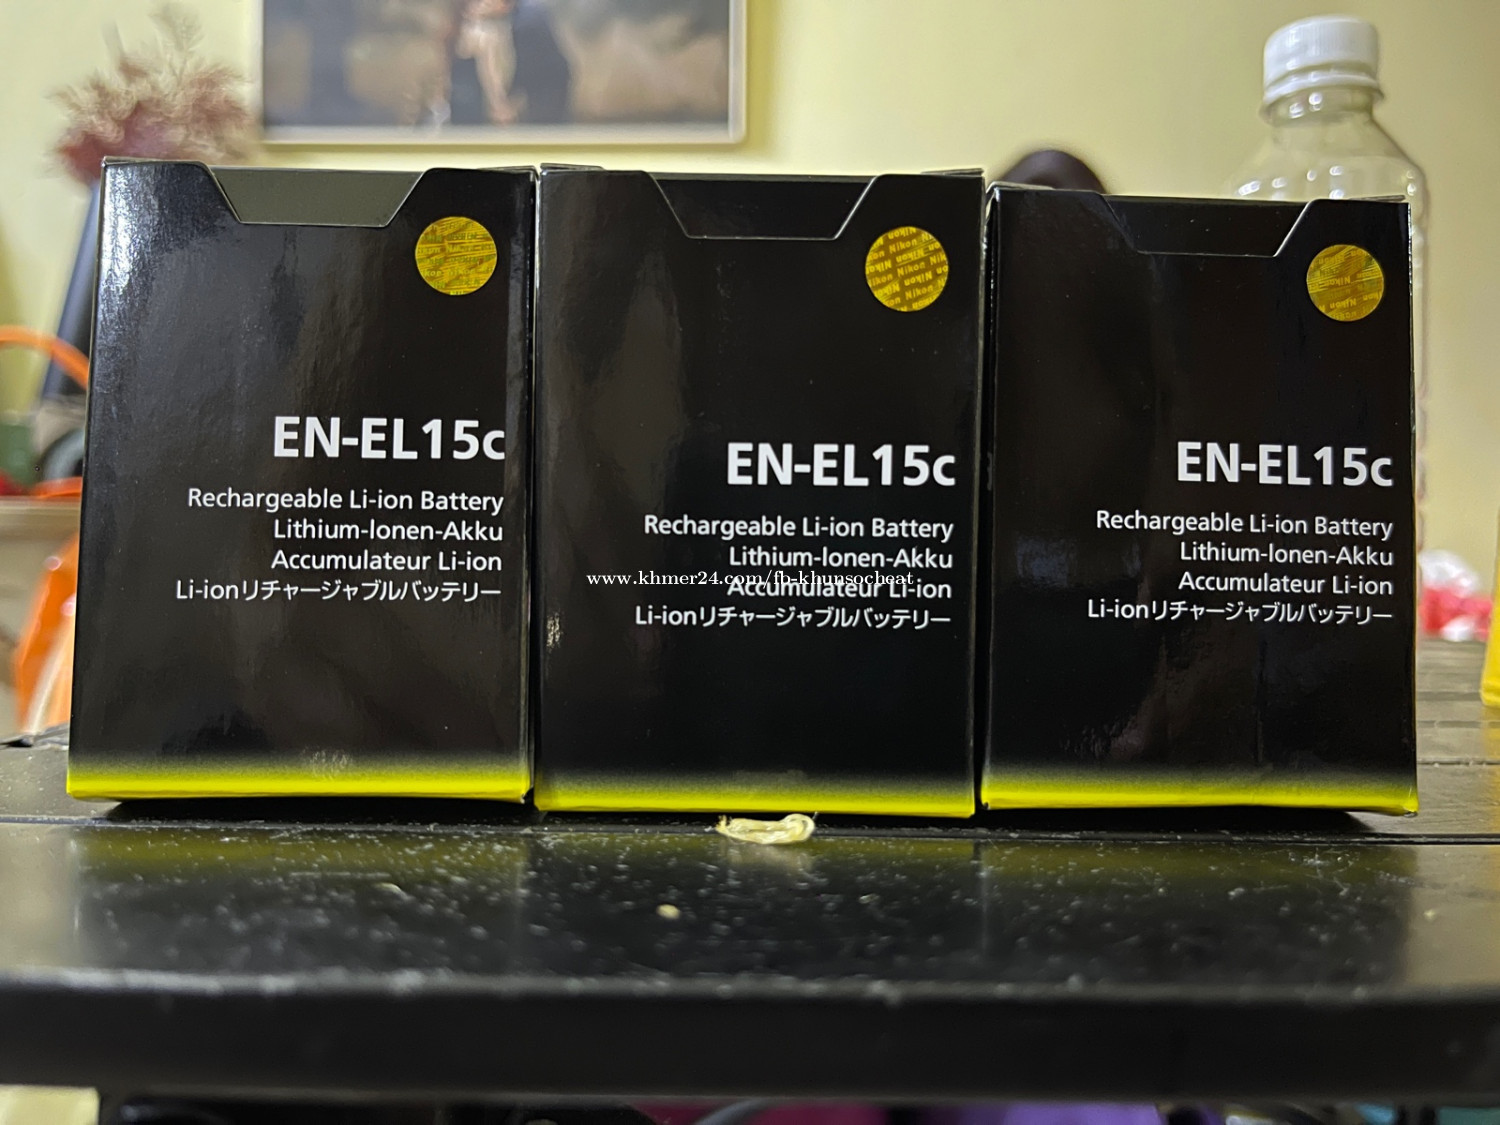 EN-EL15c
Rechargeable Li-ion Battery
Lithium-Ionen-Akku
Accumulateur Li-ion
Li-ionリチャージャブルバッテリー
Nikon Nikon
EN-EL15c
Rechargeable Li-ion Battery
Lithium-Ionen-Akku
www.khmer24.com/fb-khunsocheat
Accumulateur Li-ion
Li-ionリチャージャブルバッテリー
Nikon
EN-EL15c
Rechargeable Li-ion Battery
Lithium-Ionen-Akku
Accumulateur Li-ion
Li-ionリチャージャブルバッテリー